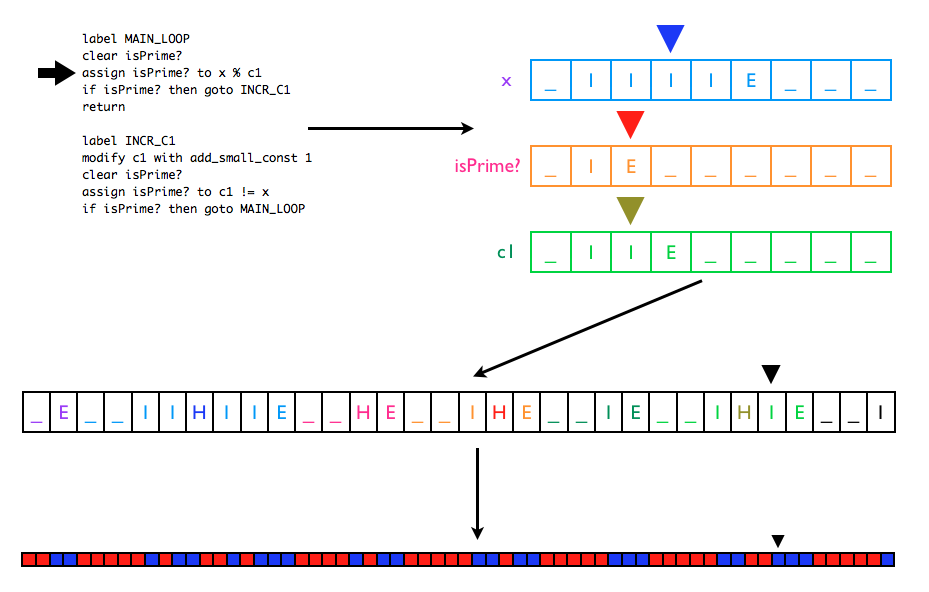 label MAIN_LOOP
clear isPrime?
assign isPrime? to x % c1
if isPrime? then goto INCR_C1
return
label INCR_C1
modify c1 with add_small_const 1
clear isPrime?
assign isPrime? to c1 != x
if isPrime? then goto MAIN_LOOP
x _ I I I I E _ _ _
isPrime? _ I E _ _ _ _ _ _
c1 _ I I E _ _ _ _ _
_ E _ _ I I H I I E _ _ H E _ _ I H E _ _ I E _ _ I H I E _ _ I